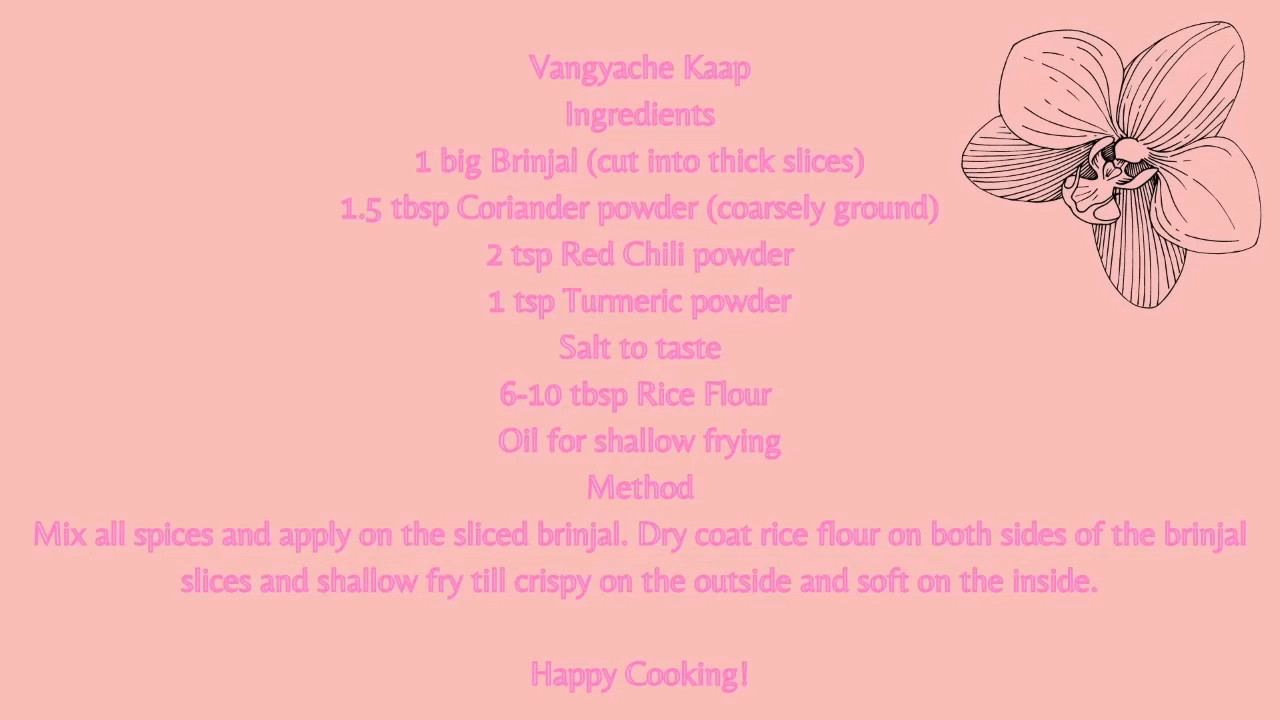 Vangyache Kaap
Ingredients
1 big Brinjal (cut into thick slices)
1.5 tbsp Coriander powder (coarsely ground)
2 tsp Red Chili powder
1 tsp Turmeric powder
Salt to taste
6-10 tbsp Rice Flour
Oil for shallow frying
Method
Mix all spices and apply on the sliced brinjal. Dry coat rice flour on both sides of the brinjal
slices and shallow fry till crispy on the outside and soft on the inside.
Happy Cooking!